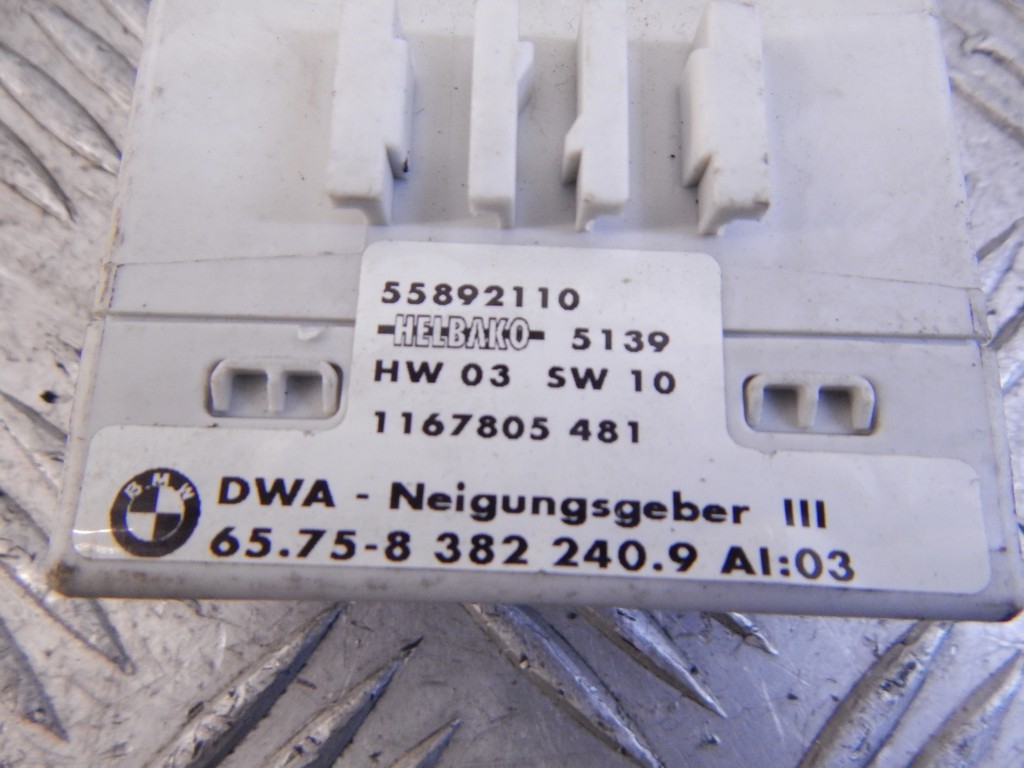 55892110
HELBAKO 5139
HW 03 SW 10
1167805 481
BMW
DWA - Neigungsgeber III
65.75-8 382 240.9 AI:03